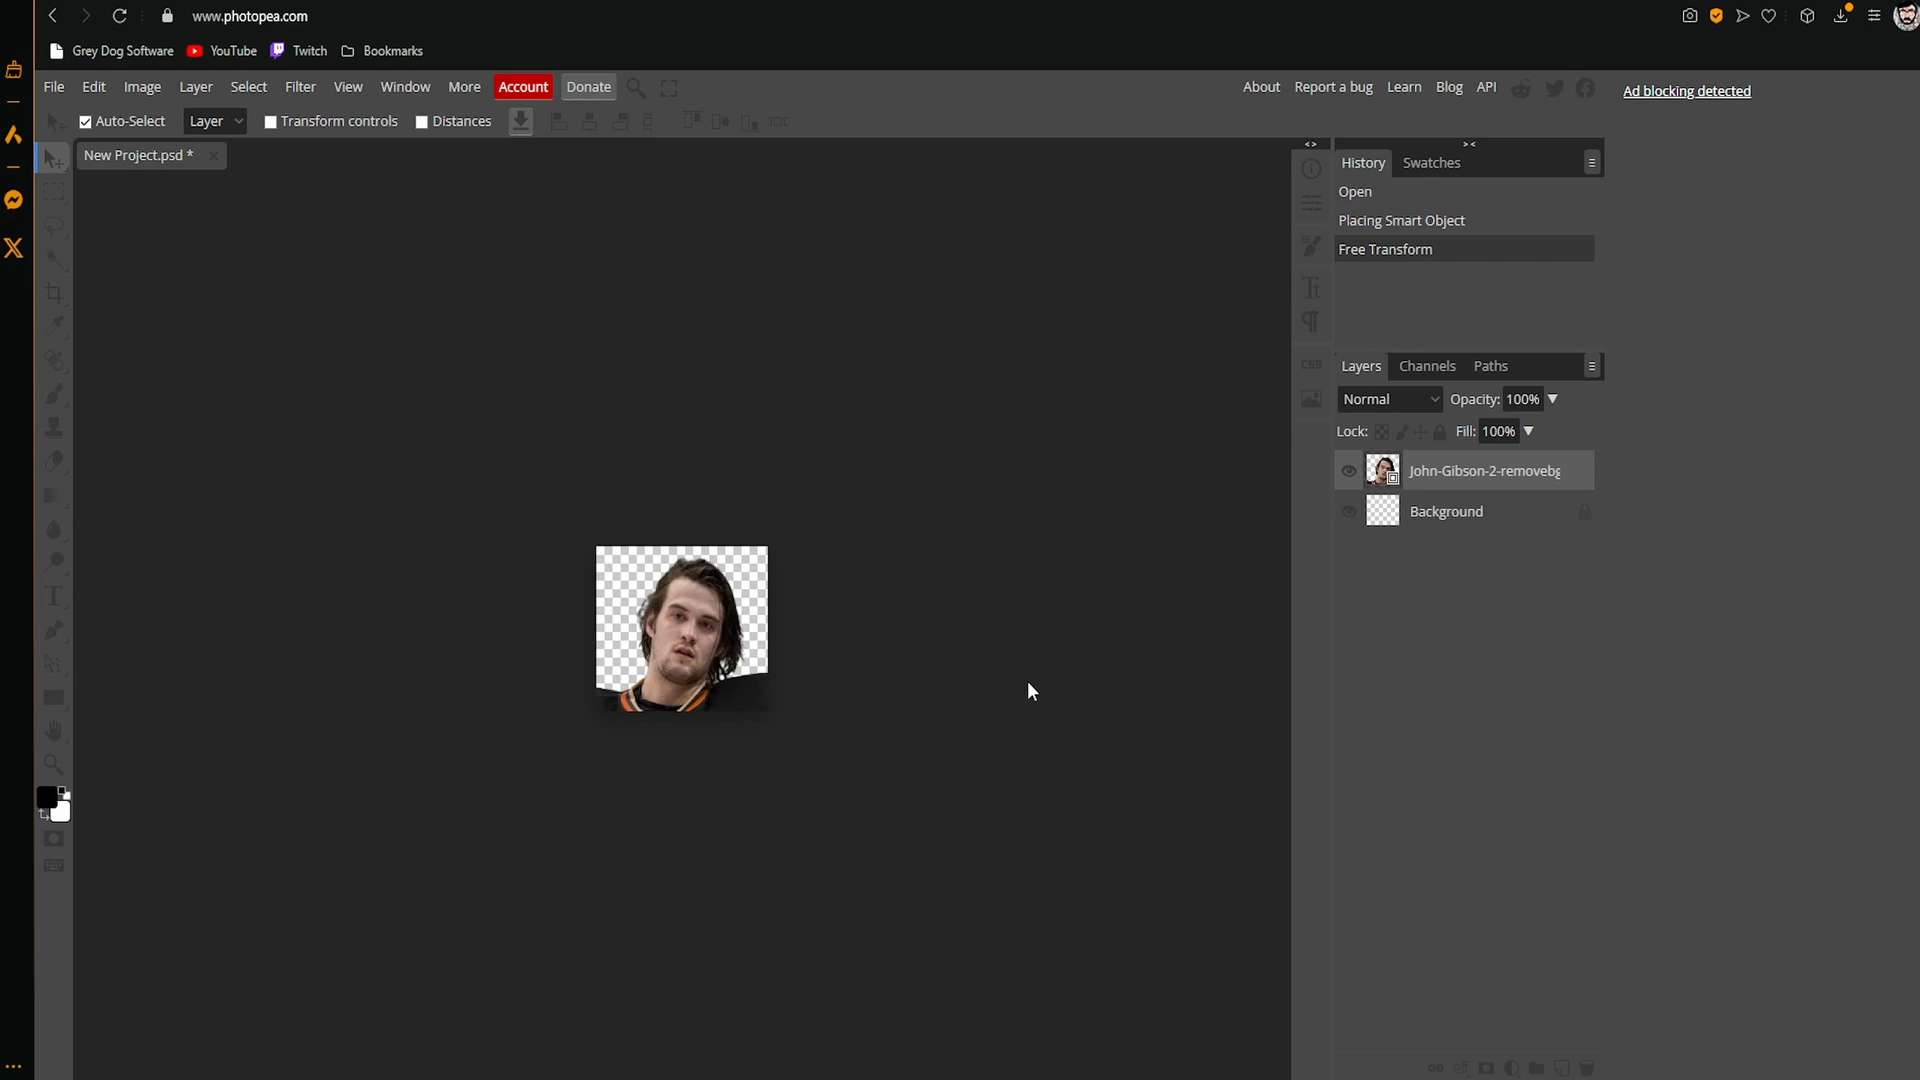 www.photopea.com
Grey Dog Software YouTube Twitch Bookmarks
File Edit Image Layer Select Filter View Window More Account Donate About Report a bug Learn Blog API Ad blocking detected
Auto-Select Layer Transform controls Distances
New Project.psd *
History Swatches
Open
Placing Smart Object
Free Transform
Tt
CSS
Layers Channels Paths
Normal Opacity: 100%
Lock: Fill: 100%
John-Gibson-2-removebg
Background
T
eff